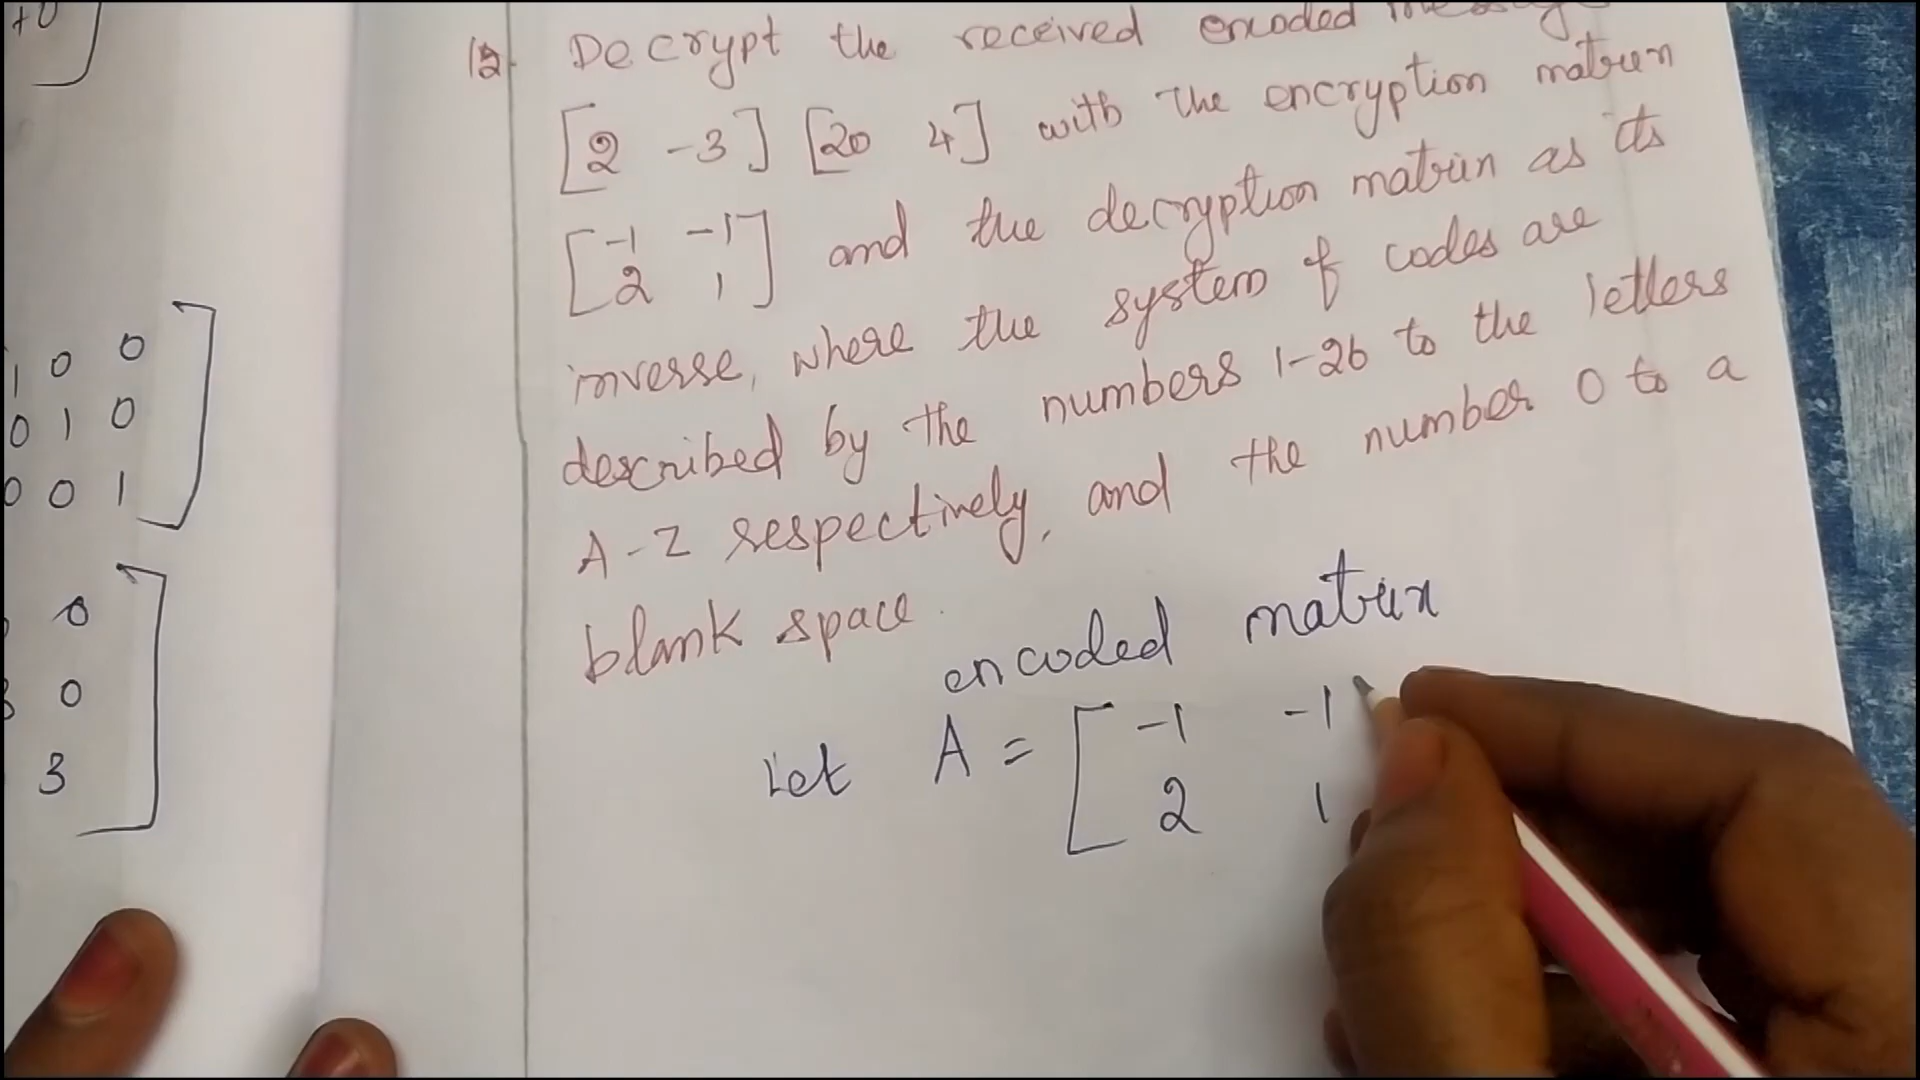 +0
12. Decrypt the received encoded message
[2 -3] [20 4] with the encryption matrix
[-1 -1
2 1] and the decryption matrix as its
inverse, where the system of codes are
described by the numbers 1-26 to the letters
A-Z respectively, and the number 0 to a
blank space.
encoded matrix
Let A = [-1 -1
2 1
1 0 0
0 1 0
0 0 1
0
0
3